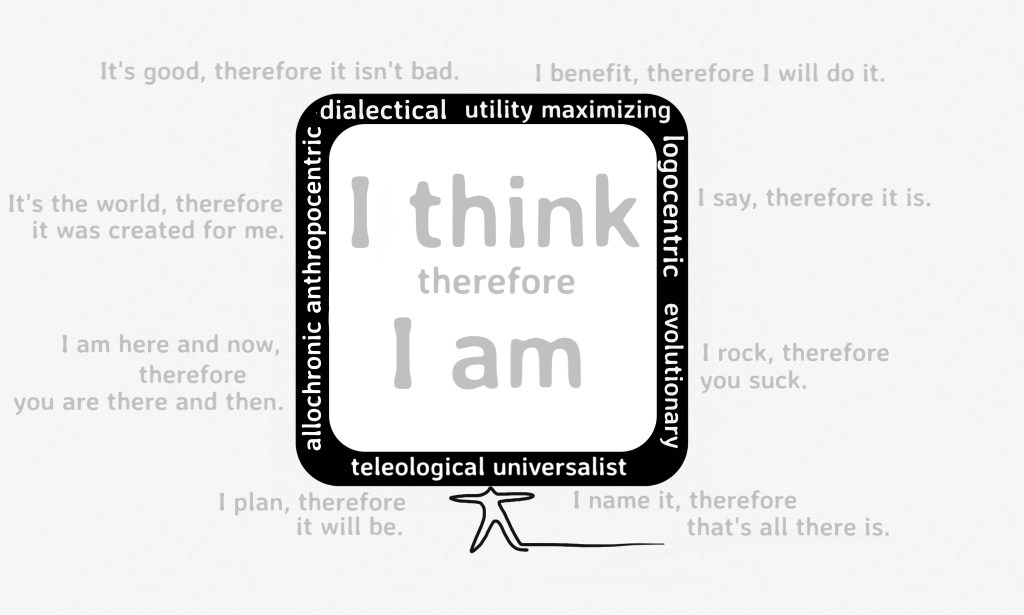 It's good, therefore it isn't bad.
I benefit, therefore I will do it.
dialectical utility maximizing
allochronic anthropocentric
logocentric evolutionary
I think
therefore
I am
It's the world, therefore
it was created for me.
I say, therefore it is.
I am here and now,
therefore
you are there and then.
I rock, therefore
you suck.
teleological universalist
I plan, therefore
it will be.
I name it, therefore
that's all there is.